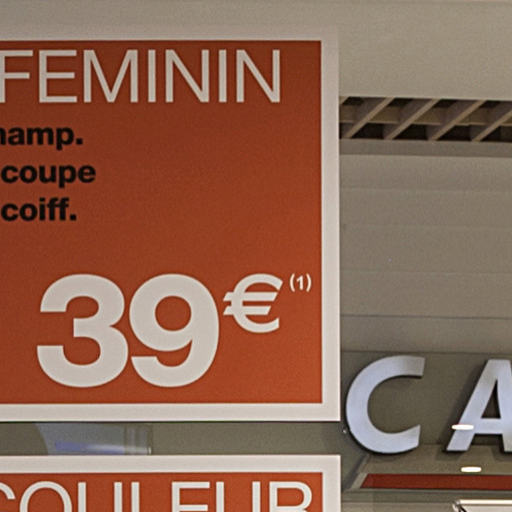 FEMININ
hamp.
coupe
coiff.
39€(1)
CA
COULEUR